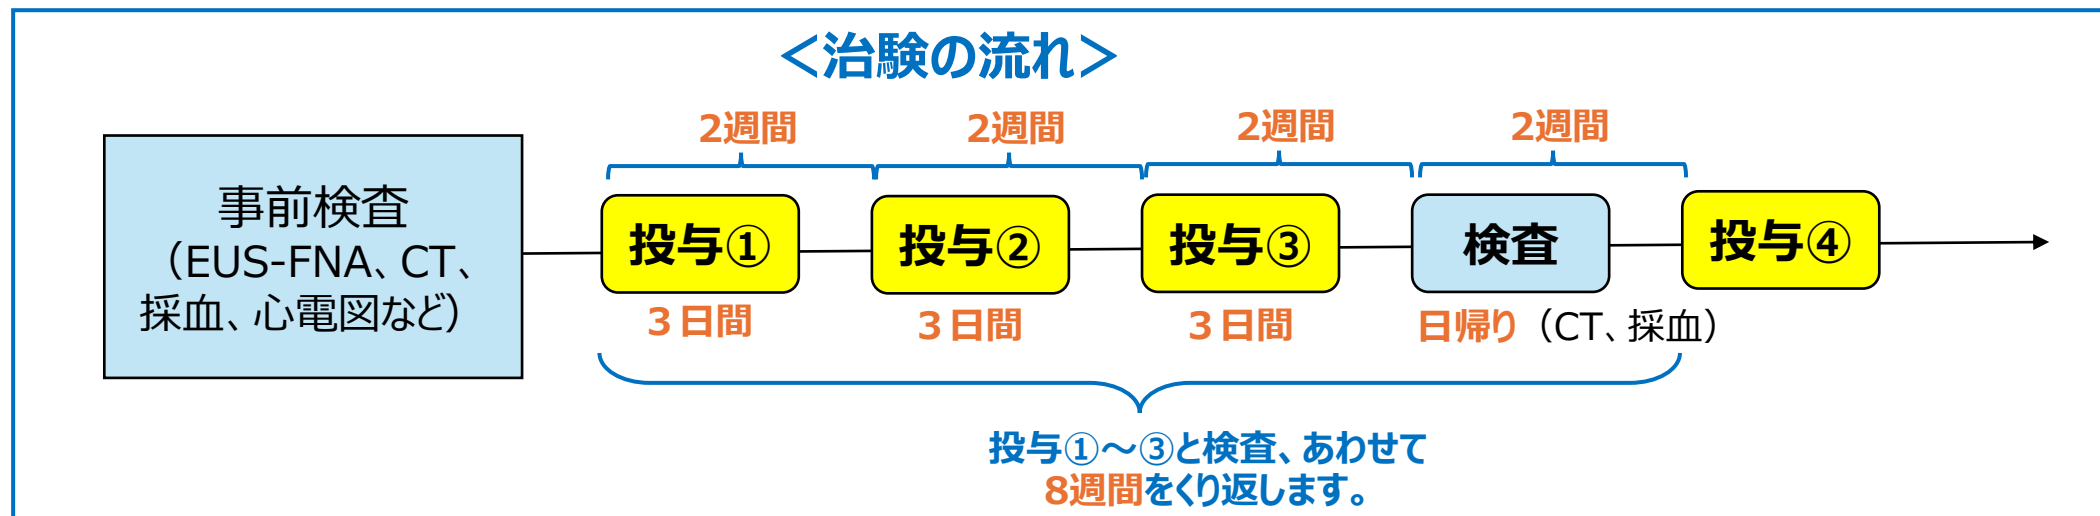 ＜治験の流れ＞
2週間 2週間 2週間 2週間
事前検査
（EUS-FNA、CT、
採血、心電図など）
投与① 投与② 投与③ 検査 投与④
３日間 ３日間 ３日間 日帰り（CT、採血）
投与①～③と検査、あわせて
8週間をくり返します。